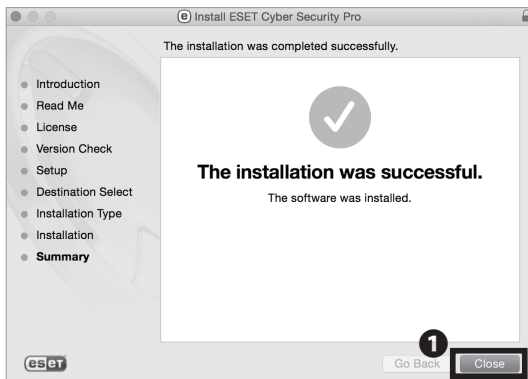 e Install ESET Cyber Security Pro
The installation was completed successfully.
Introduction
Read Me
License
Version Check
Setup
Destination Select
Installation Type
Installation
Summary
The installation was successful.
The software was installed.
eseT
1
Go Back
Close